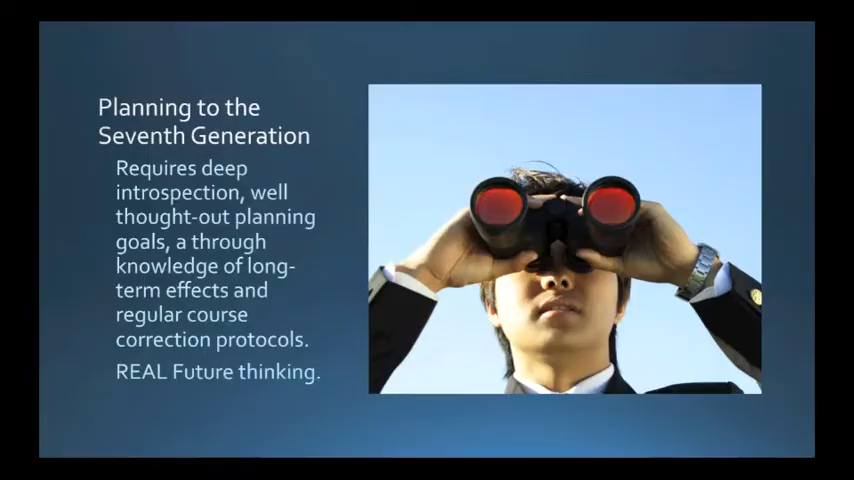 Planning to the
Seventh Generation
Requires deep
introspection, well
thought-out planning
goals, a through
knowledge of long-
term effects and
regular course
correction protocols.
REAL Future thinking.